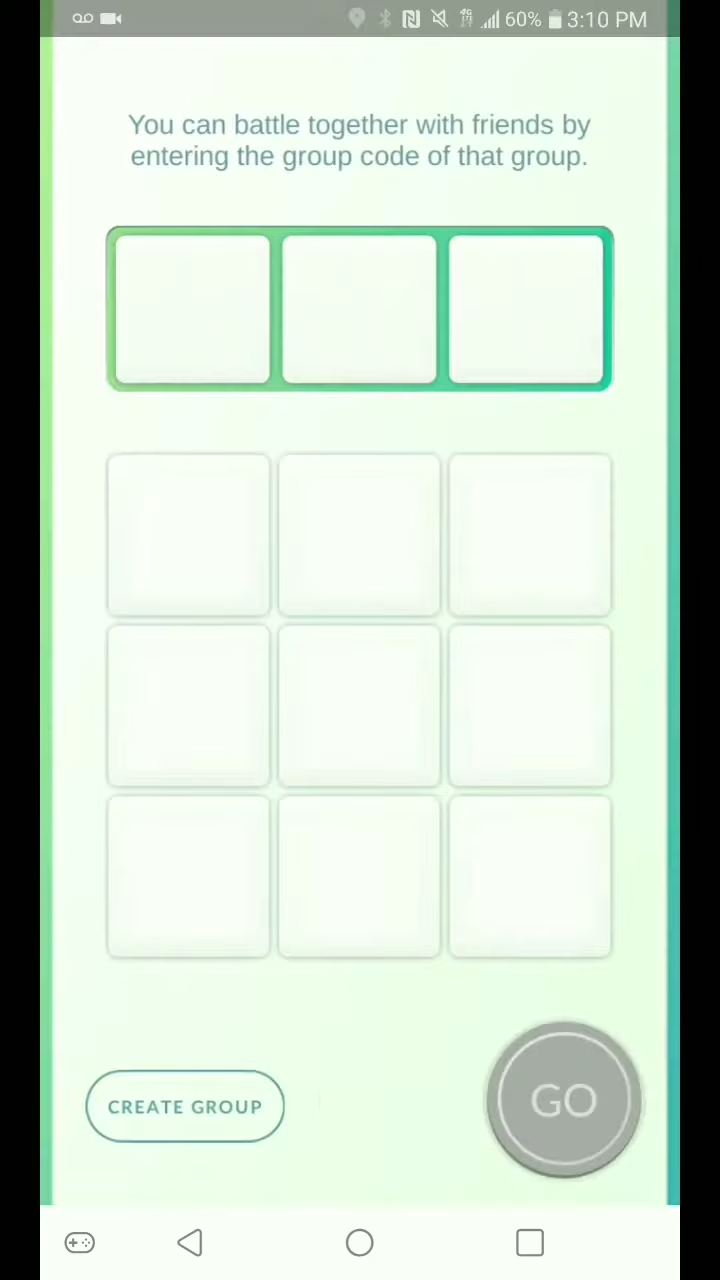 60% 3:10 PM
You can battle together with friends by
entering the group code of that group.
CREATE GROUP
GO